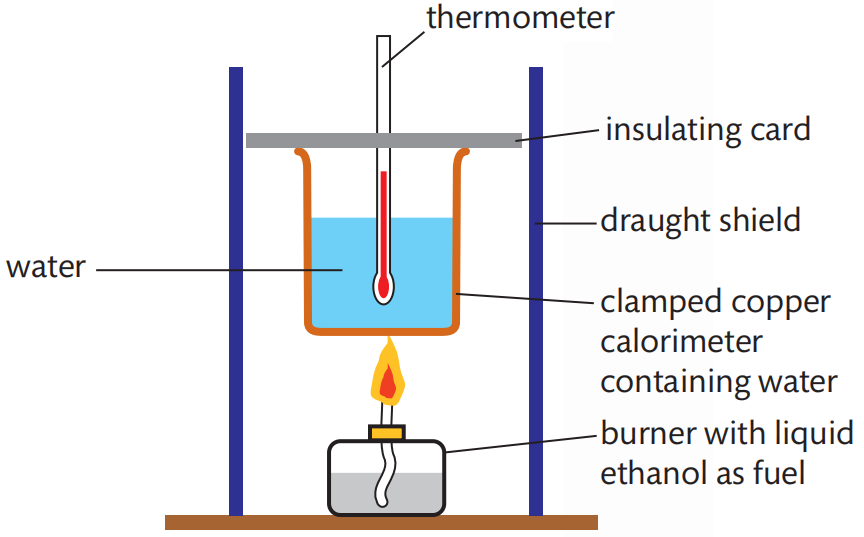 thermometer
insulating card
draught shield
water
clamped copper
calorimeter
containing water
burner with liquid
ethanol as fuel